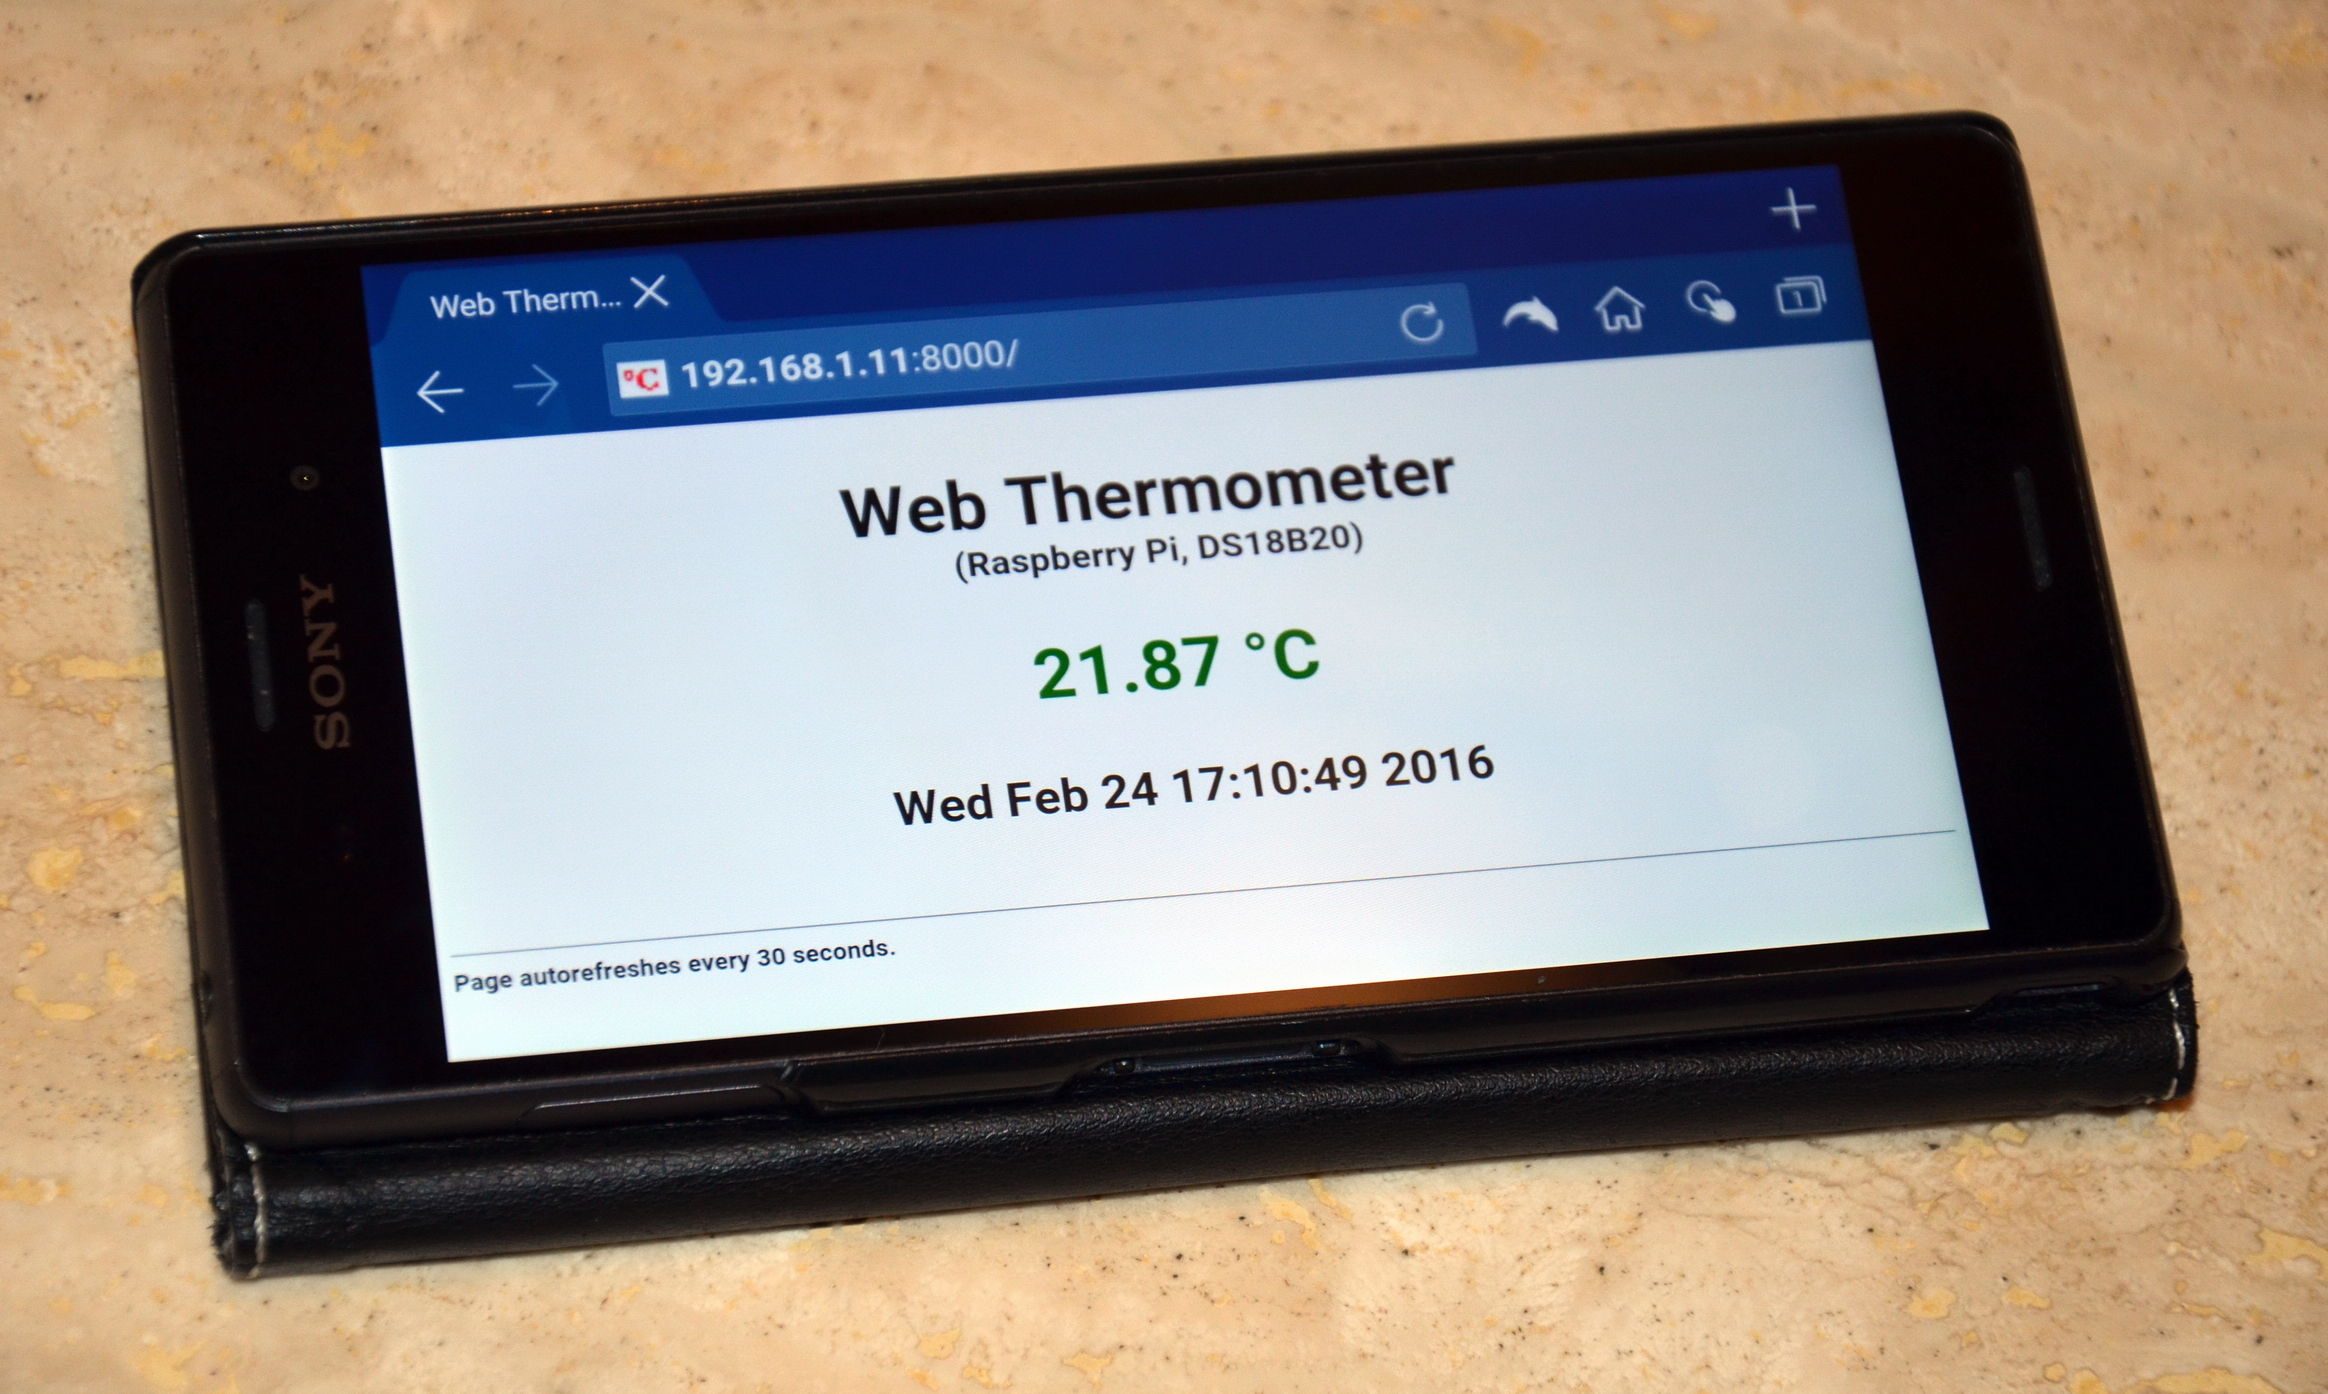 Web Therm...
192.168.1.11:8000/
1
°C
Web Thermometer
(Raspberry Pi, DS18B20)
21.87 °C
Wed Feb 24 17:10:49 2016
Page autorefreshes every 30 seconds.
SONY